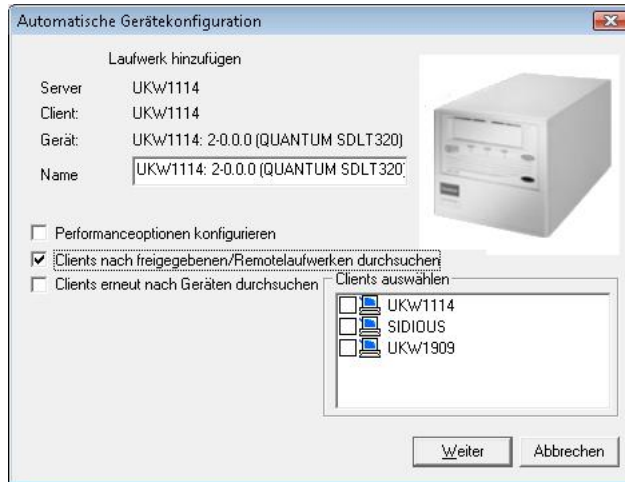 Automatische Gerätekonfiguration
Laufwerk hinzufügen
Server UKW1114
Client: UKW1114
Gerät: UKW1114: 2-0.0.0 (QUANTUM SDLT320)
Name UKW1114: 2-0.0.0 (QUANTUM SDLT320)
Performanceoptionen konfigurieren
Clients nach freigegebenen/Remotelaufwerken durchsuchen
Clients erneut nach Geräten durchsuchen
Clients auswählen
UKW1114
SIDIOUS
UKW1909
Weiter Abbrechen